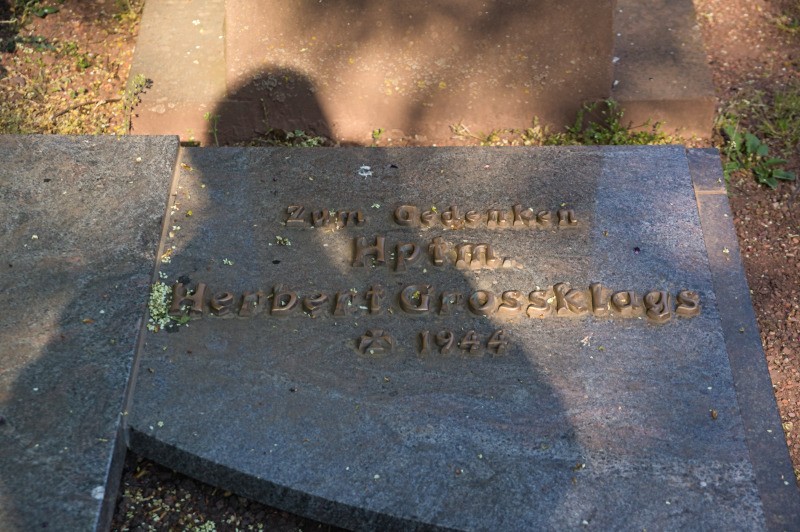 Zum Gedenken
Hptm.
Herbert Grossklags
✠ 1944